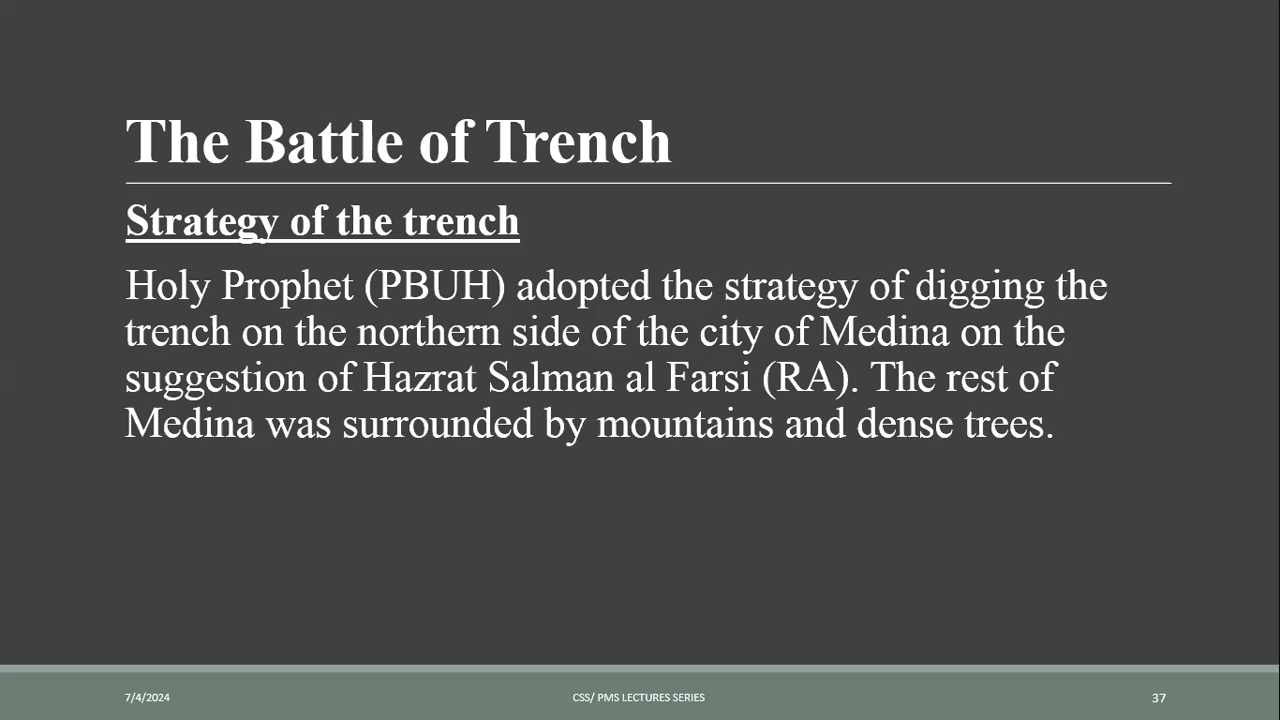 The Battle of Trench
Strategy of the trench
Holy Prophet (PBUH) adopted the strategy of digging the
trench on the northern side of the city of Medina on the
suggestion of Hazrat Salman al Farsi (RA). The rest of
Medina was surrounded by mountains and dense trees.
7/4/2024 CSS/ PMS LECTURES SERIES 37